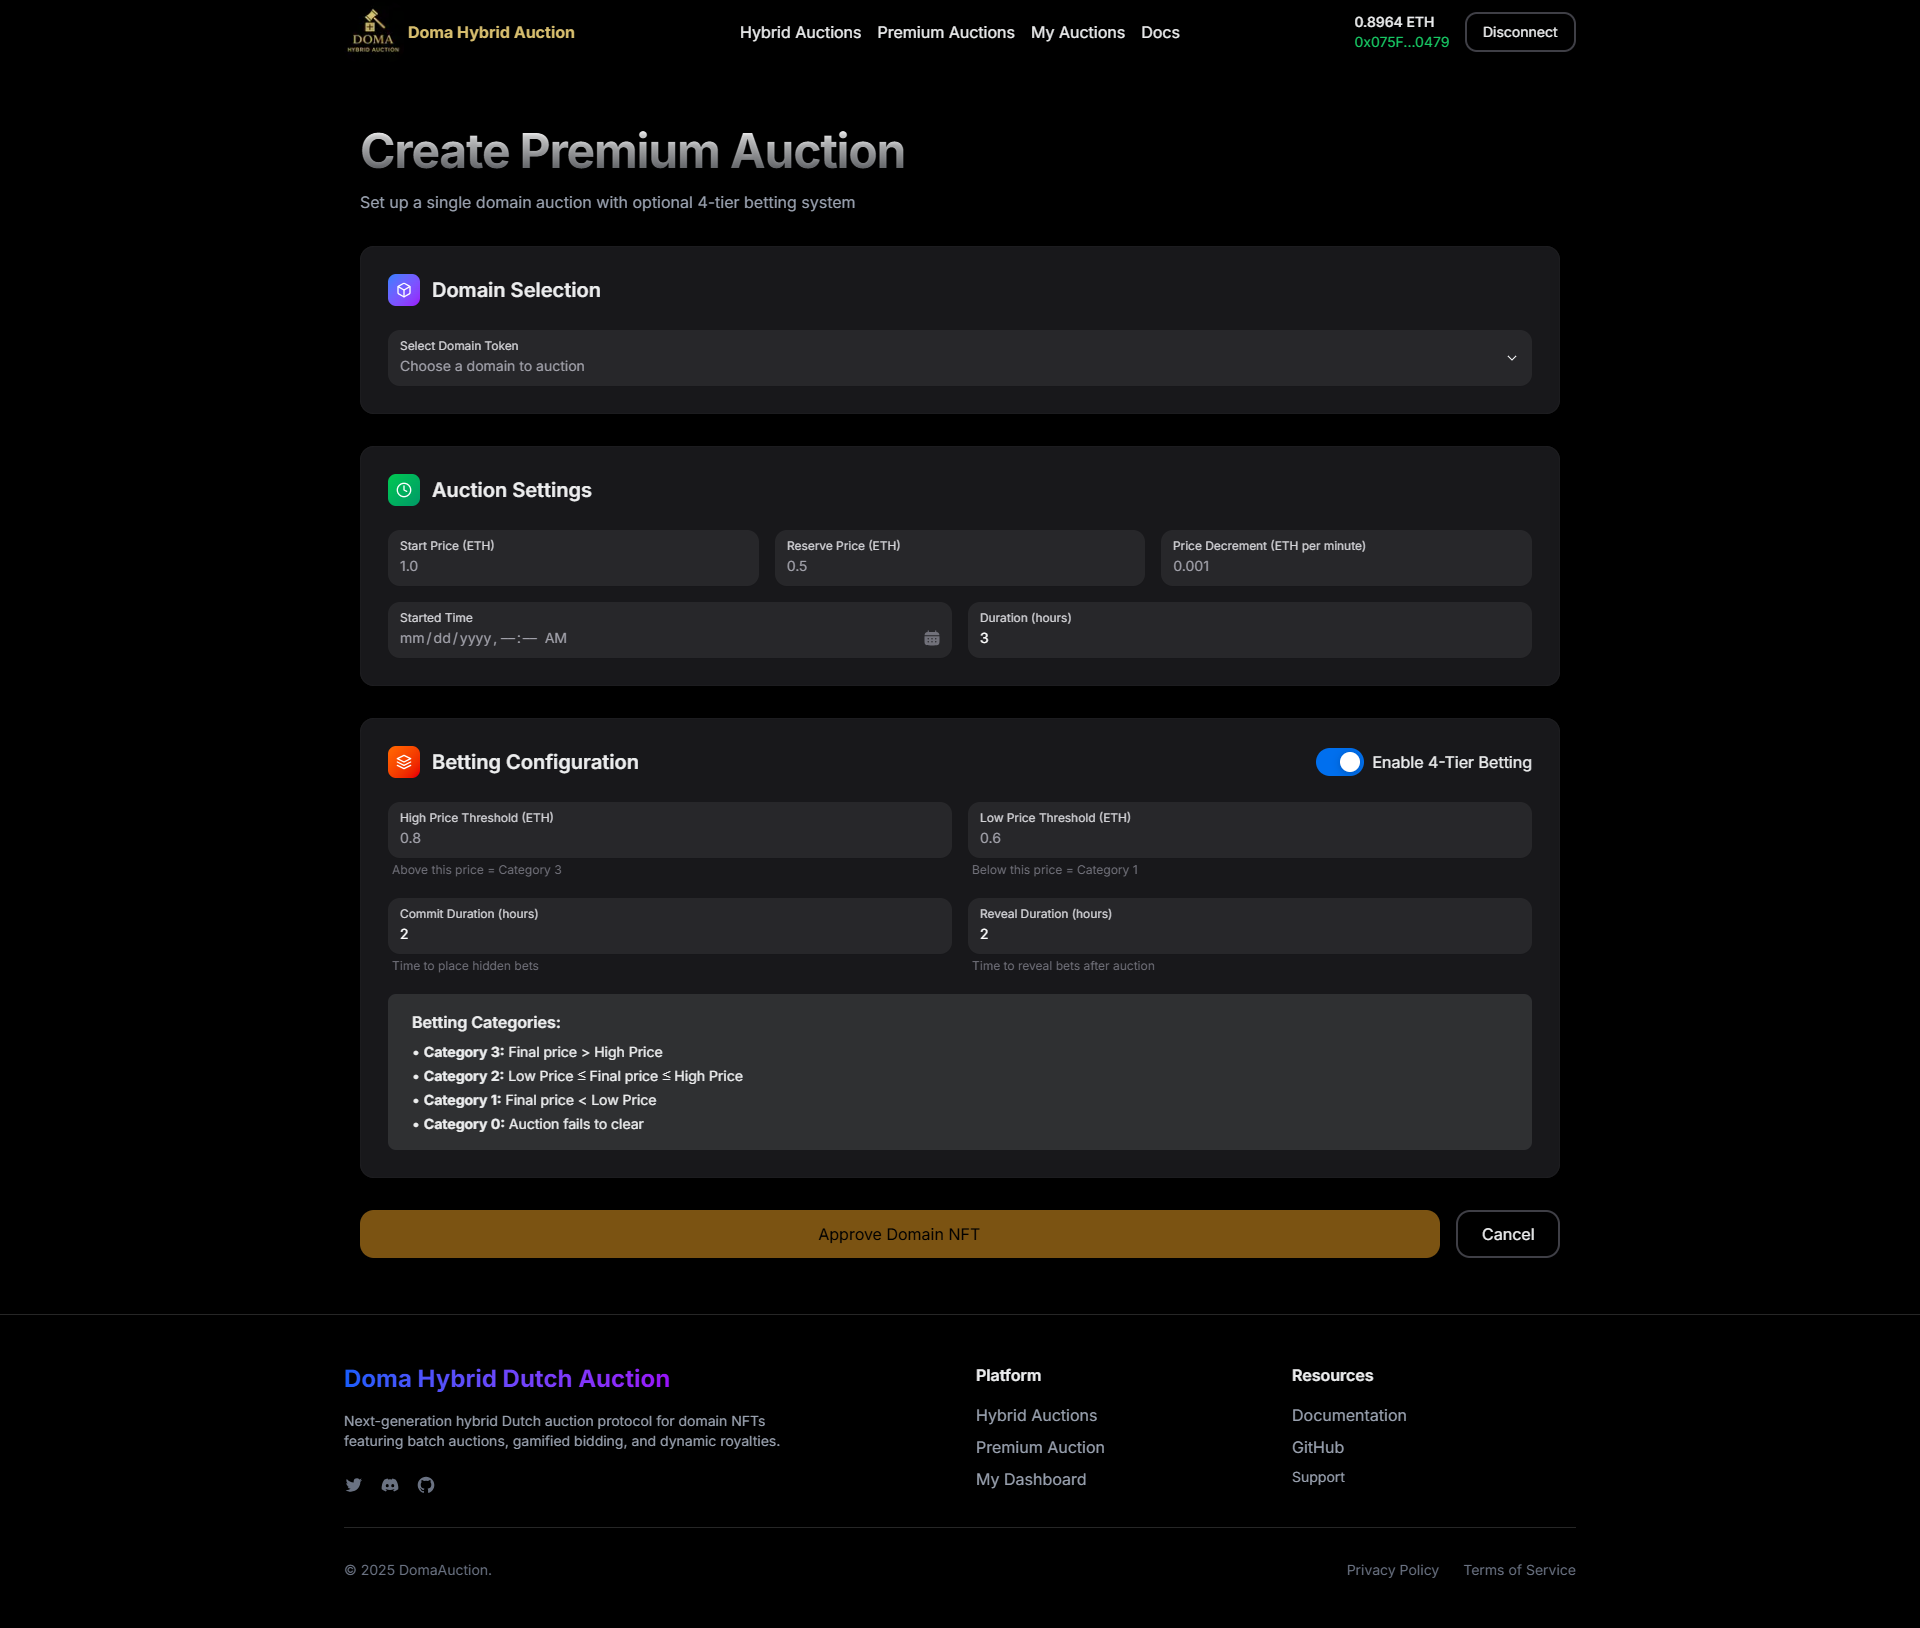 DOMA
HYBRID AUCTION
Doma Hybrid Auction
Hybrid Auctions
Premium Auctions
My Auctions
Docs
0.8964 ETH
0x075F...0479
Disconnect
Create Premium Auction
Set up a single domain auction with optional 4-tier betting system
Domain Selection
Select Domain Token
Choose a domain to auction
Auction Settings
Start Price (ETH)
1.0
Reserve Price (ETH)
0.5
Price Decrement (ETH per minute)
0.001
Started Time
mm/dd/yyyy, --:-- AM
Duration (hours)
3
Betting Configuration
Enable 4-Tier Betting
High Price Threshold (ETH)
0.8
Above this price = Category 3
Low Price Threshold (ETH)
0.6
Below this price = Category 1
Commit Duration (hours)
2
Time to place hidden bets
Reveal Duration (hours)
2
Time to reveal bets after auction
Betting Categories:
• Category 3: Final price > High Price
• Category 2: Low Price ≤ Final price ≤ High Price
• Category 1: Final price < Low Price
• Category 0: Auction fails to clear
Approve Domain NFT
Cancel
Doma Hybrid Dutch Auction
Next-generation hybrid Dutch auction protocol for domain NFTs
featuring batch auctions, gamified bidding, and dynamic royalties.
Platform
Hybrid Auctions
Premium Auction
My Dashboard
Resources
Documentation
GitHub
Support
© 2025 DomaAuction.
Privacy Policy
Terms of Service